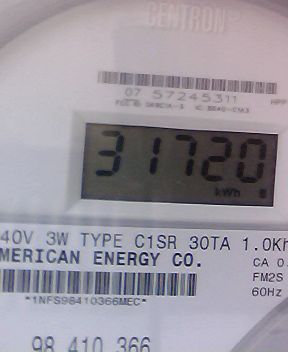 CENTRON
07 57245311
31720
kWh
40V 3W TYPE C1SR 30TA 1.0Kh
MERICAN ENERGY CO.
CA 0.
FM2S
60Hz
*1NFS98410366MEC*
98 410 366